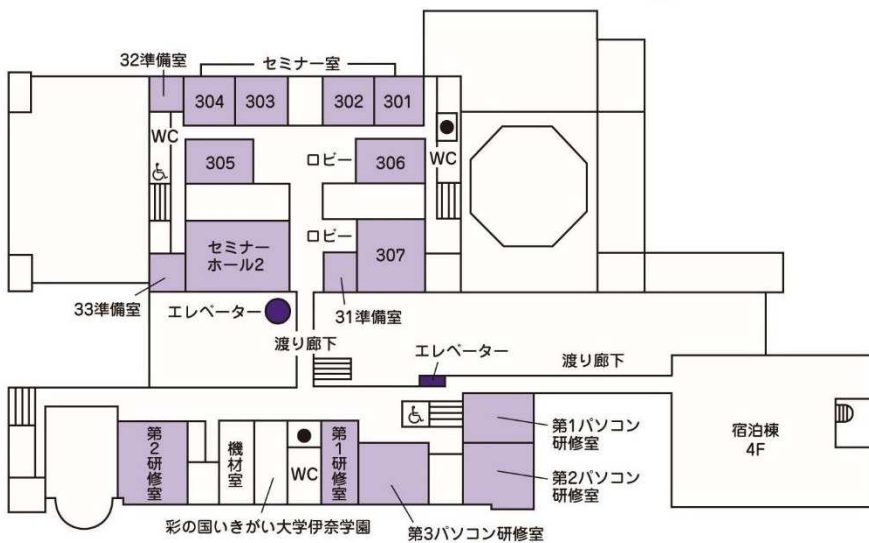 32準備室
セミナー室
304
303
302
301
WC
305
ロビー
306
WC
ロビー
セミナー
ホール2
307
33準備室
エレベーター
31準備室
渡り廊下
エレベーター
渡り廊下
第2研修室
機材室
WC
第1研修室
第1パソコン
研修室
第2パソコン
研修室
宿泊棟
4F
彩の国いきがい大学伊奈学園
第3パソコン研修室